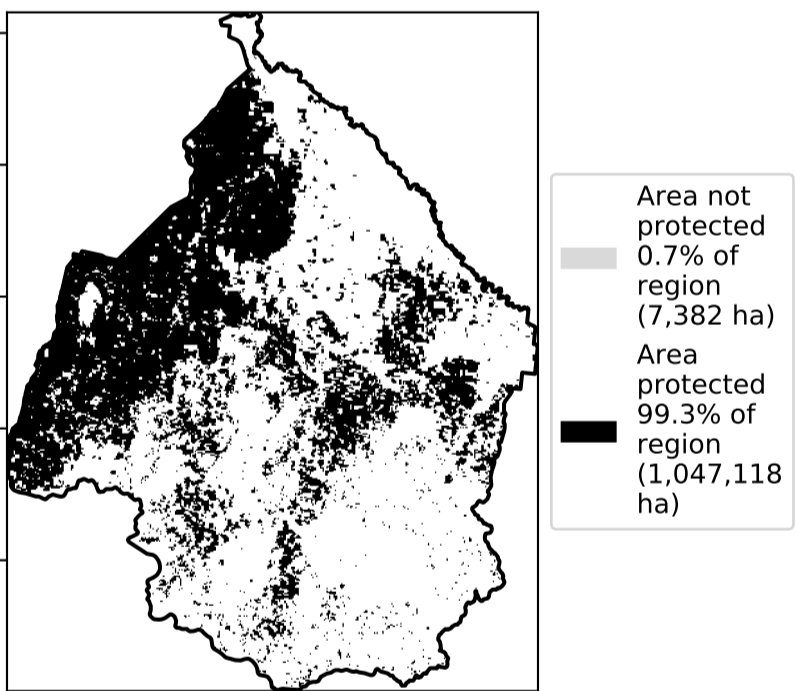 Area not
protected
0.7% of
region
(7,382 ha)
Area
protected
99.3% of
region
(1,047,118
ha)